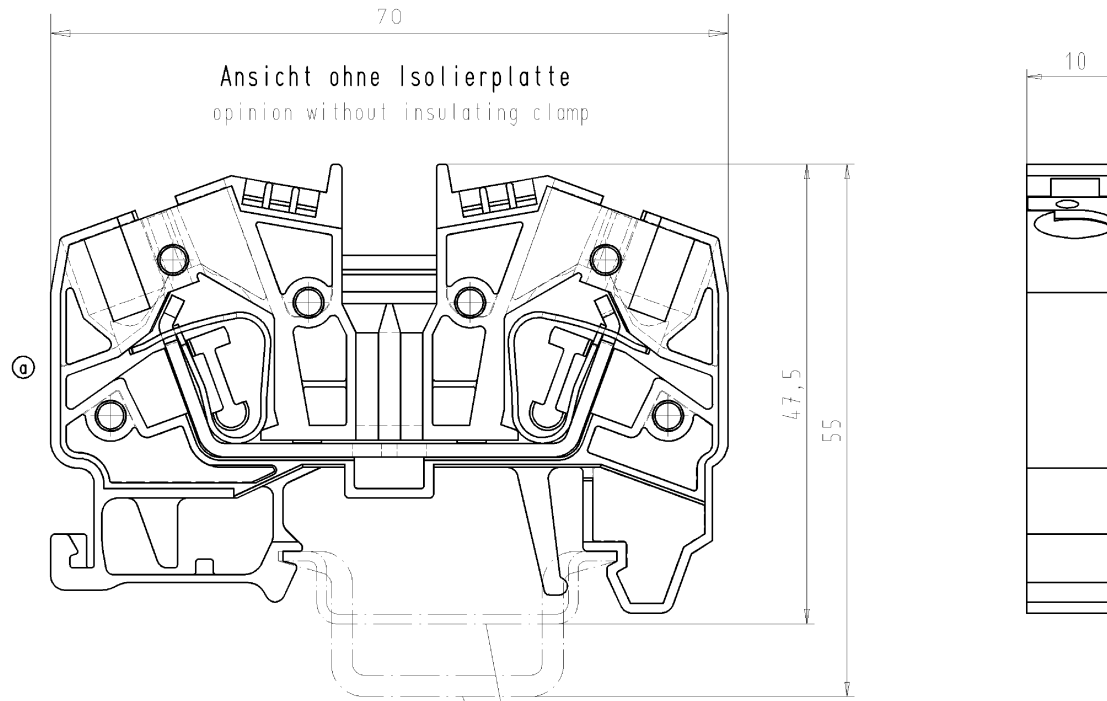 70
Ansicht ohne Isolierplatte
opinion without insulating clamp
10
a
47,5
55